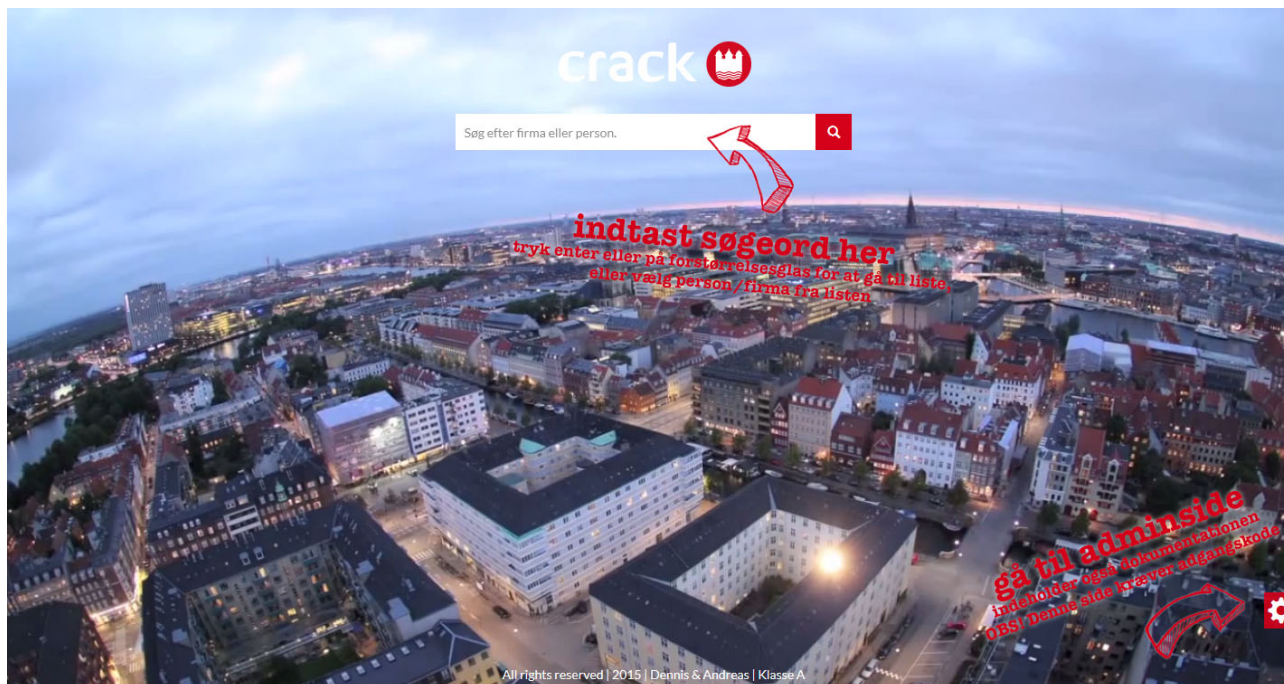 crack
Søg efter firma eller person.
indtast søgeord her
tryk enter eller på forstørrelsesglas for at gå til liste,
eller vælg person/firma fra listen
gå til adminside
indeholder også dokumentationen
OBS! Denne side kræver adgangskode
All rights reserved | 2015 | Dennis & Andreas | Klasse A